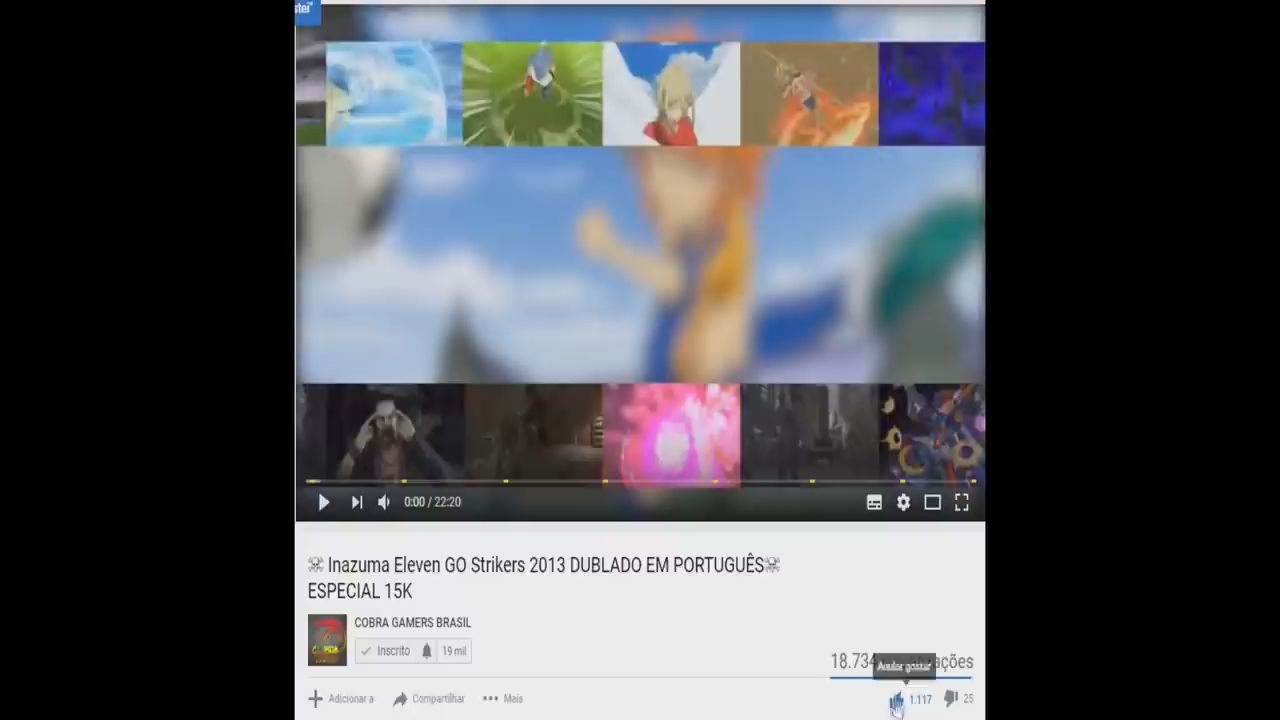 stei"
0:00 / 22:20
☠ Inazuma Eleven GO Strikers 2013 DUBLADO EM PORTUGUÊS☠
ESPECIAL 15K
COBRA GAMERS BRASIL
Inscrito 19 mil
18.734
Anular gostar
Adicionar a Compartilhar Mais 1.117 25